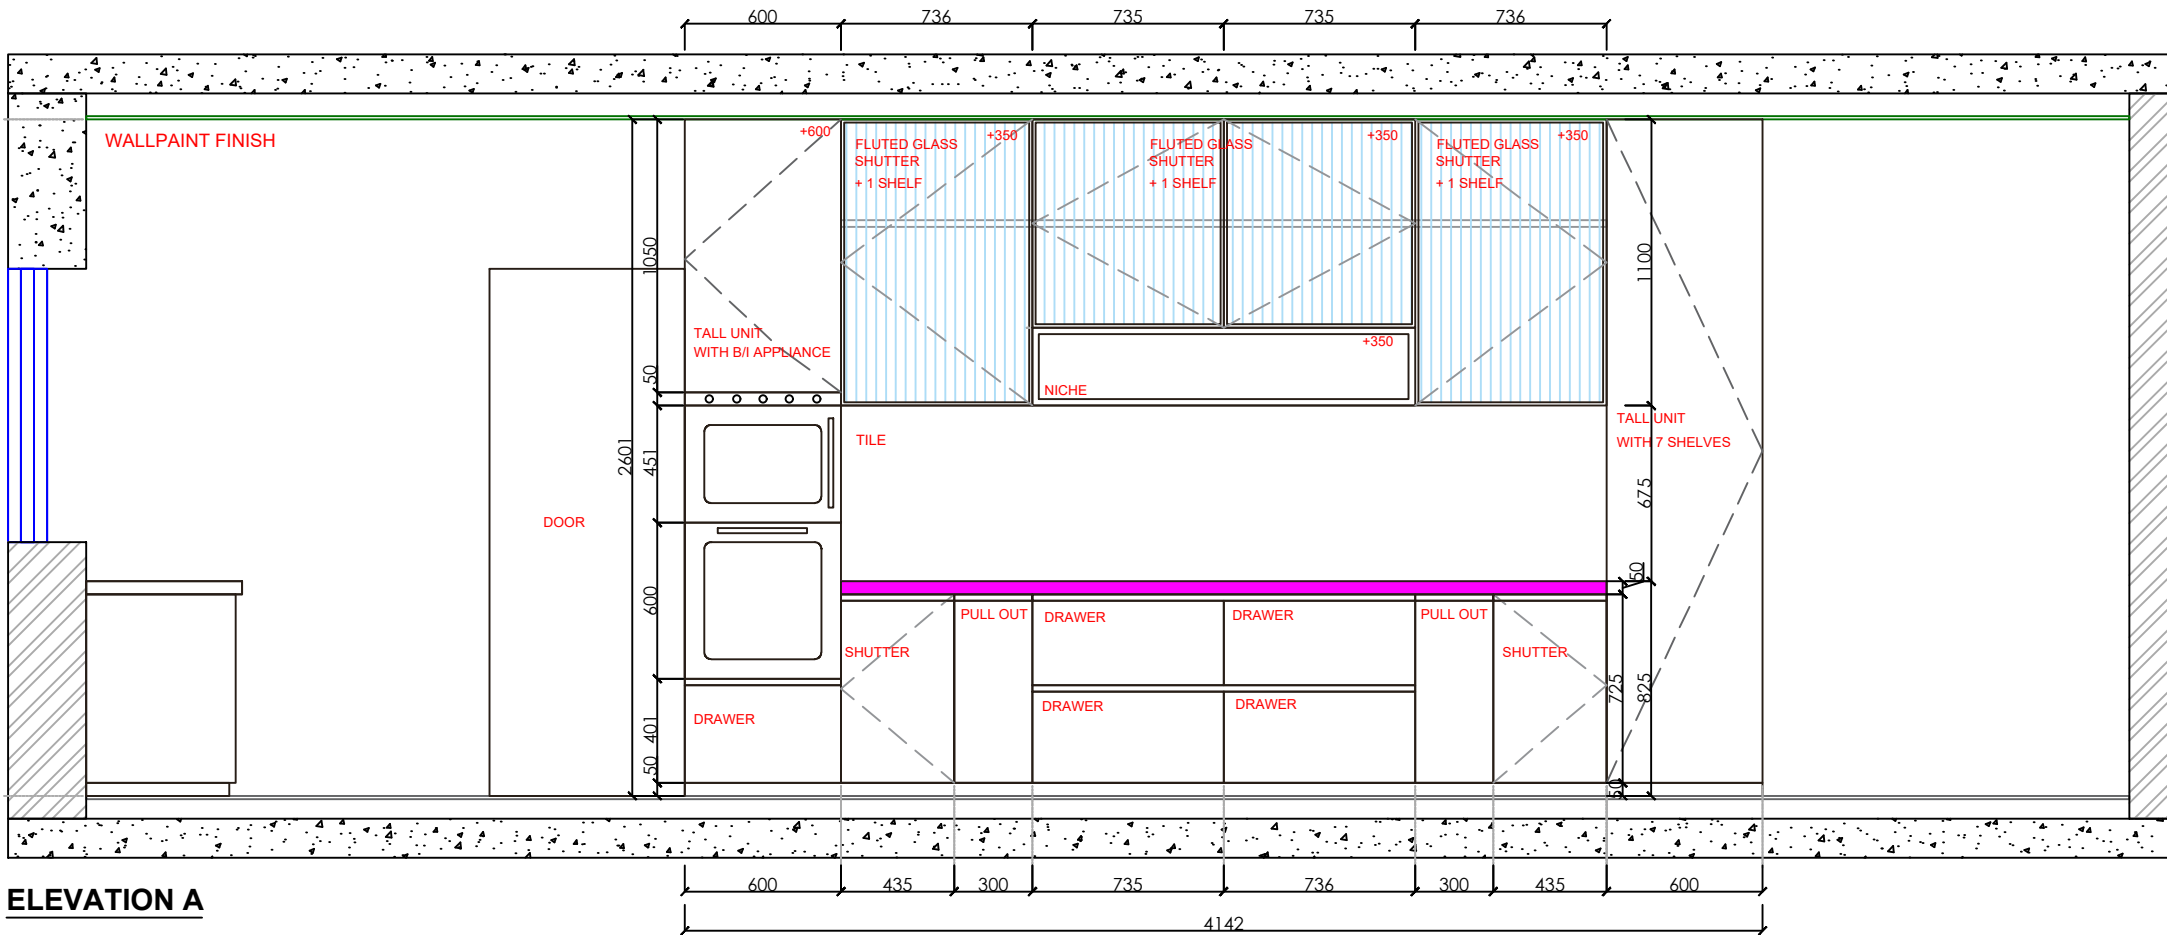 600 736 735 735 736
WALLPAINT FINISH
+600
+350
+350
+350
FLUTED GLASS
SHUTTER
+ 1 SHELF
FLUTED GLASS
SHUTTER
+ 1 SHELF
FLUTED GLASS
SHUTTER
+ 1 SHELF
1050
1100
TALL UNIT
WITH B/I APPLIANCE
+350
50
NICHE
TALL UNIT
WITH 7 SHELVES
TILE
2601
451
675
DOOR
50
600
PULL OUT
DRAWER
DRAWER
PULL OUT
SHUTTER
SHUTTER
725
825
DRAWER
DRAWER
DRAWER
401
50
50
600 435 300 735 736 300 435 600
ELEVATION A
4142